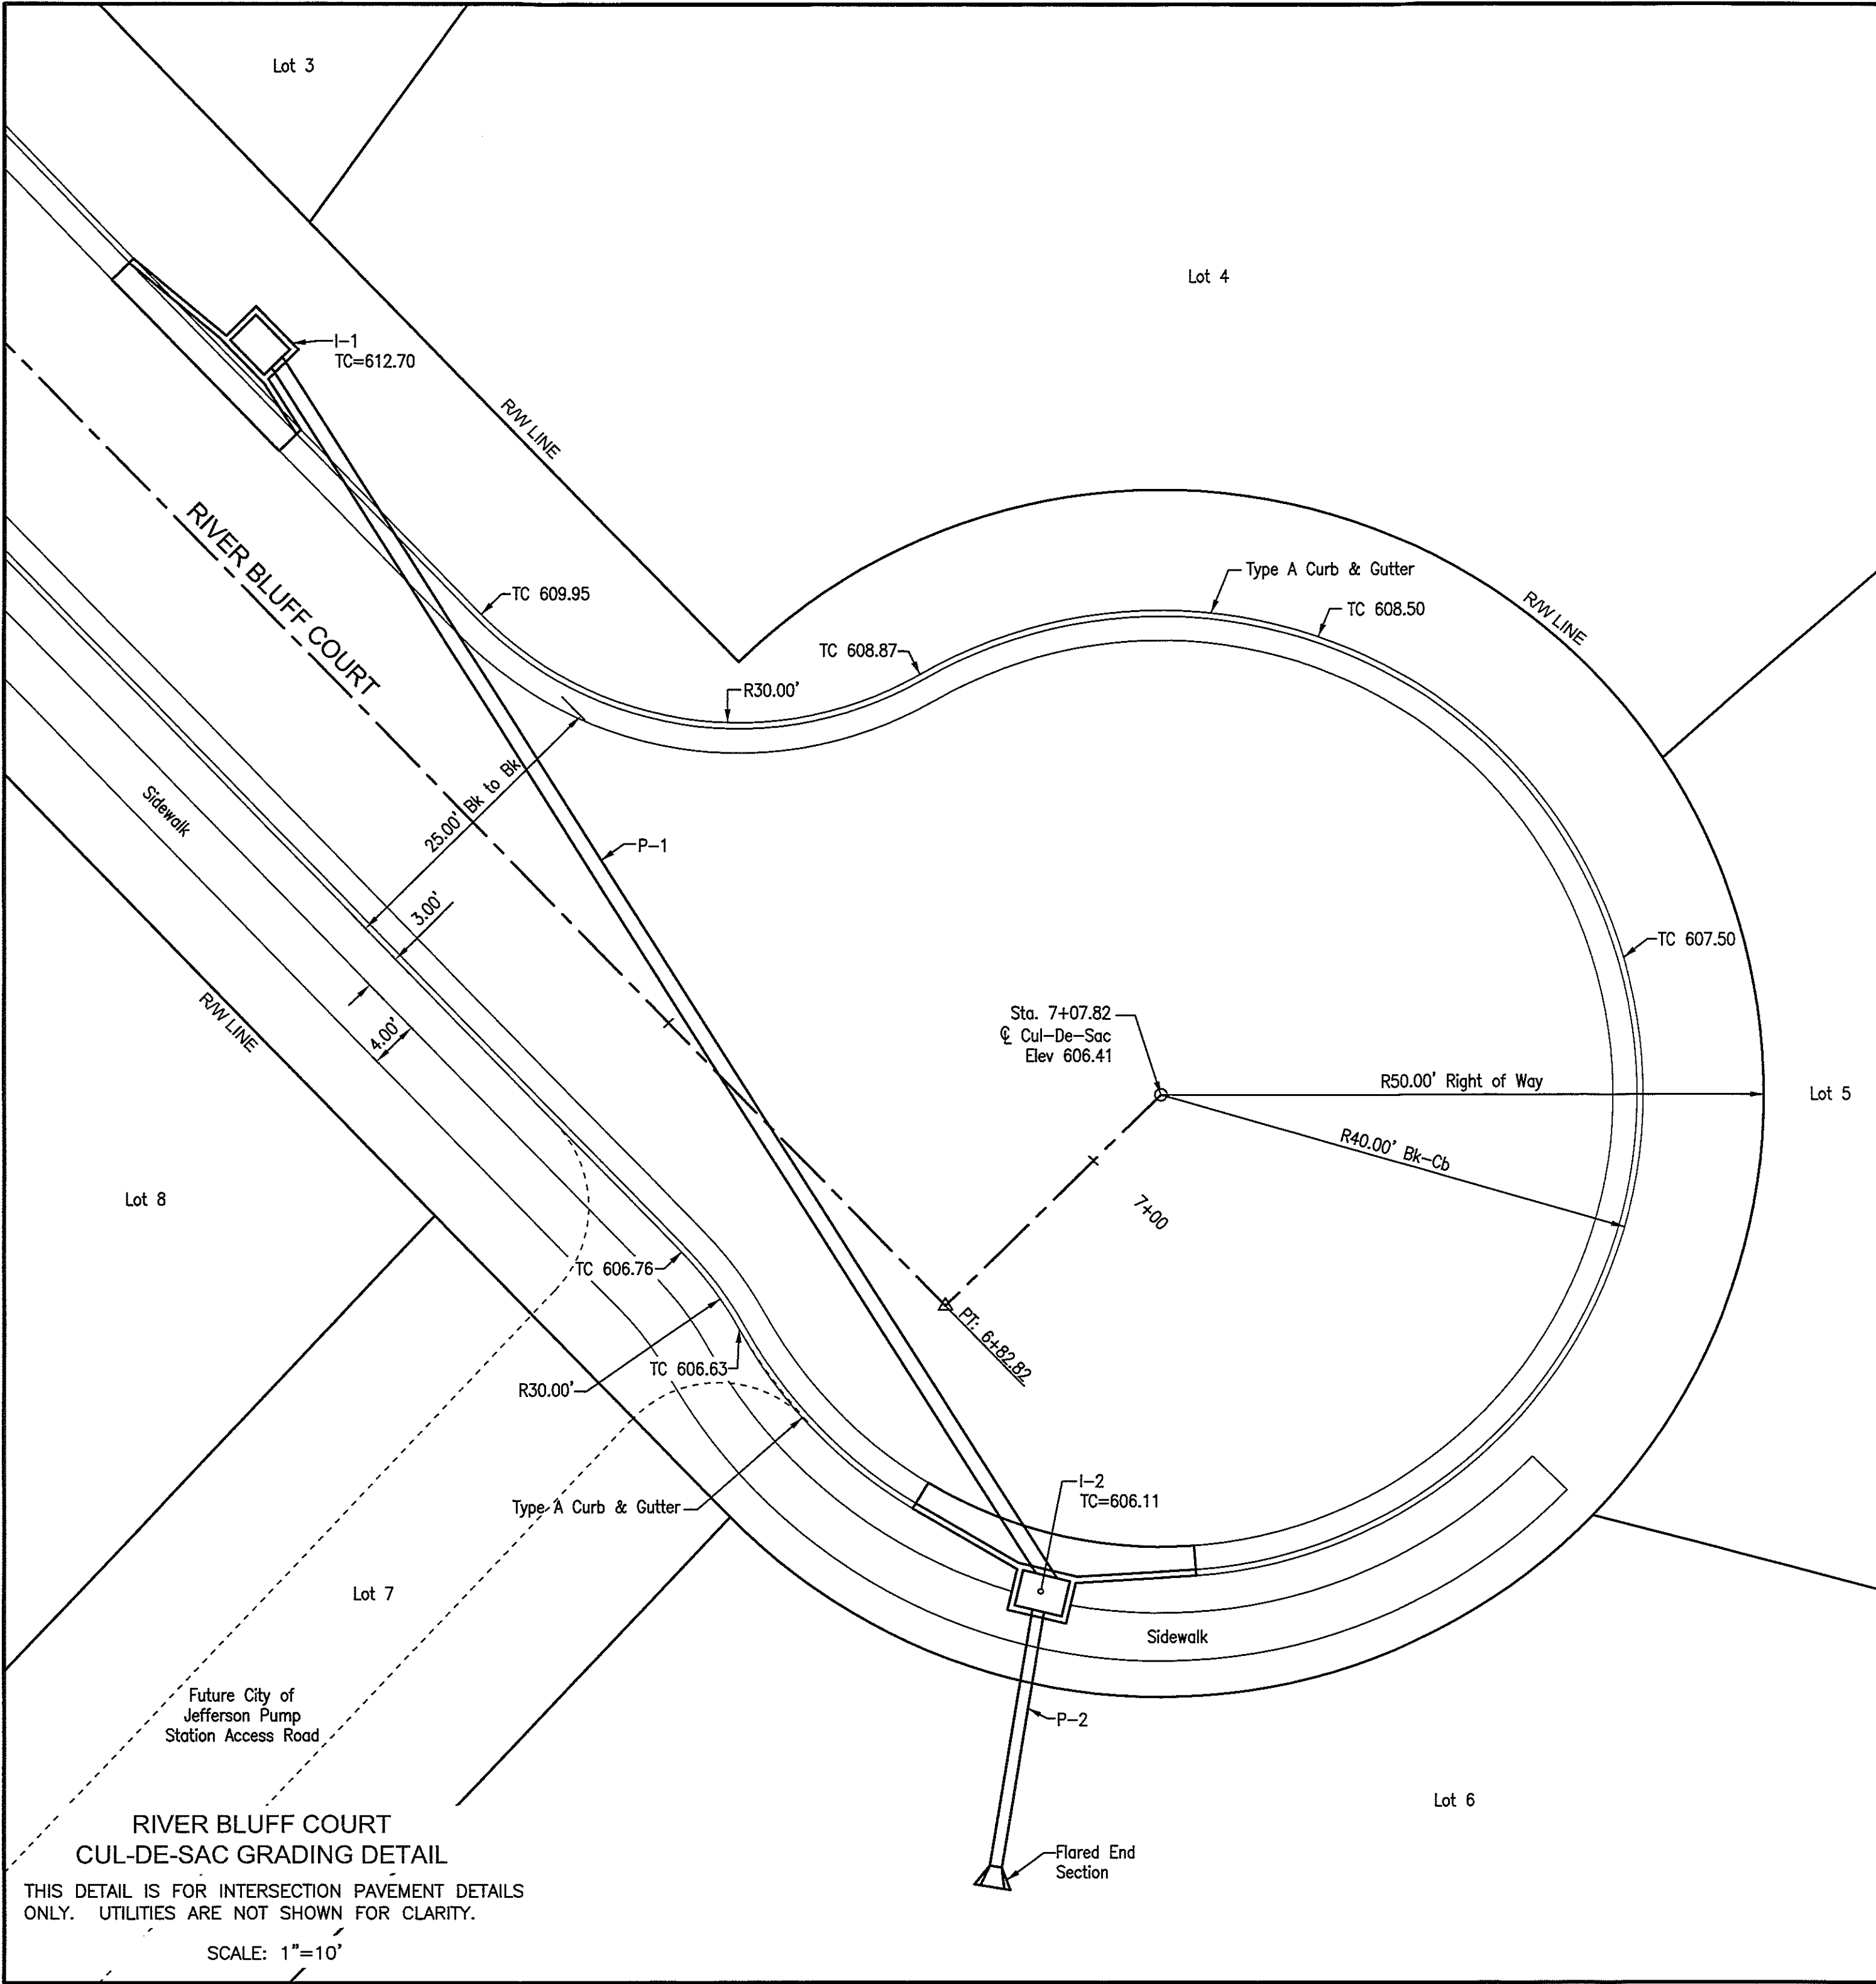 Lot 3
Lot 4
I-1
TC=612.70
R/W LINE
RIVER BLUFF COURT
TC 609.95
Type A Curb & Gutter
TC 608.50
R/W LINE
TC 608.87
R30.00'
25.00' Bk to Bk
Sidewalk
P-1
3.00'
4.00'
R/W LINE
TC 607.50
Sta. 7+07.82
℄ Cul-De-Sac
Elev 606.41
R50.00' Right of Way
Lot 5
R40.00' Bk-Cb
7+00
Lot 8
TC 606.76
PT: 6+82.82
TC 606.63
R30.00'
Type A Curb & Gutter
I-2
TC=606.11
Lot 7
Sidewalk
Future City of
Jefferson Pump
Station Access Road
P-2
Lot 6
Flared End
Section
RIVER BLUFF COURT
CUL-DE-SAC GRADING DETAIL
THIS DETAIL IS FOR INTERSECTION PAVEMENT DETAILS
ONLY. UTILITIES ARE NOT SHOWN FOR CLARITY.
SCALE: 1"=10'